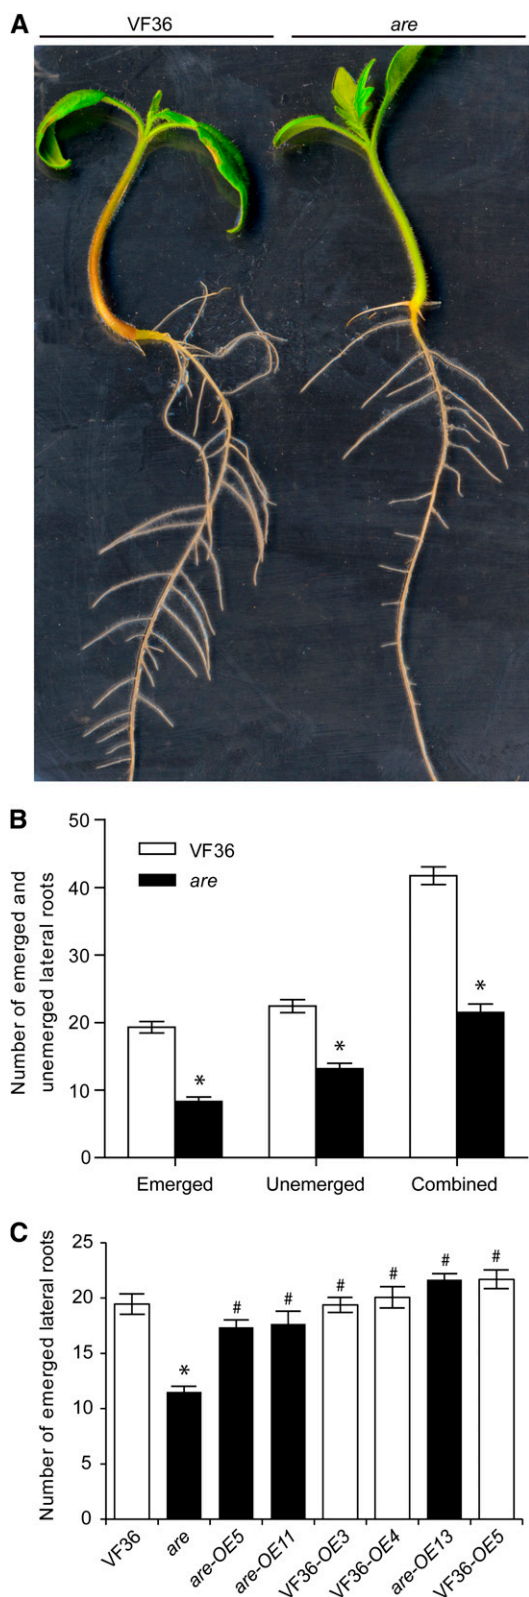 A
VF36 are
B
Number of emerged and
unemerged lateral roots
50
40
30
20
10
0
VF36
are
*
*
*
Emerged Unemerged Combined
C
Number of emerged lateral roots
25
20
15
10
5
0
*
#
#
#
#
#
#
VF36 are are-OE5 are-OE11 VF36-OE3 VF36-OE4 are-OE13 VF36-OE5